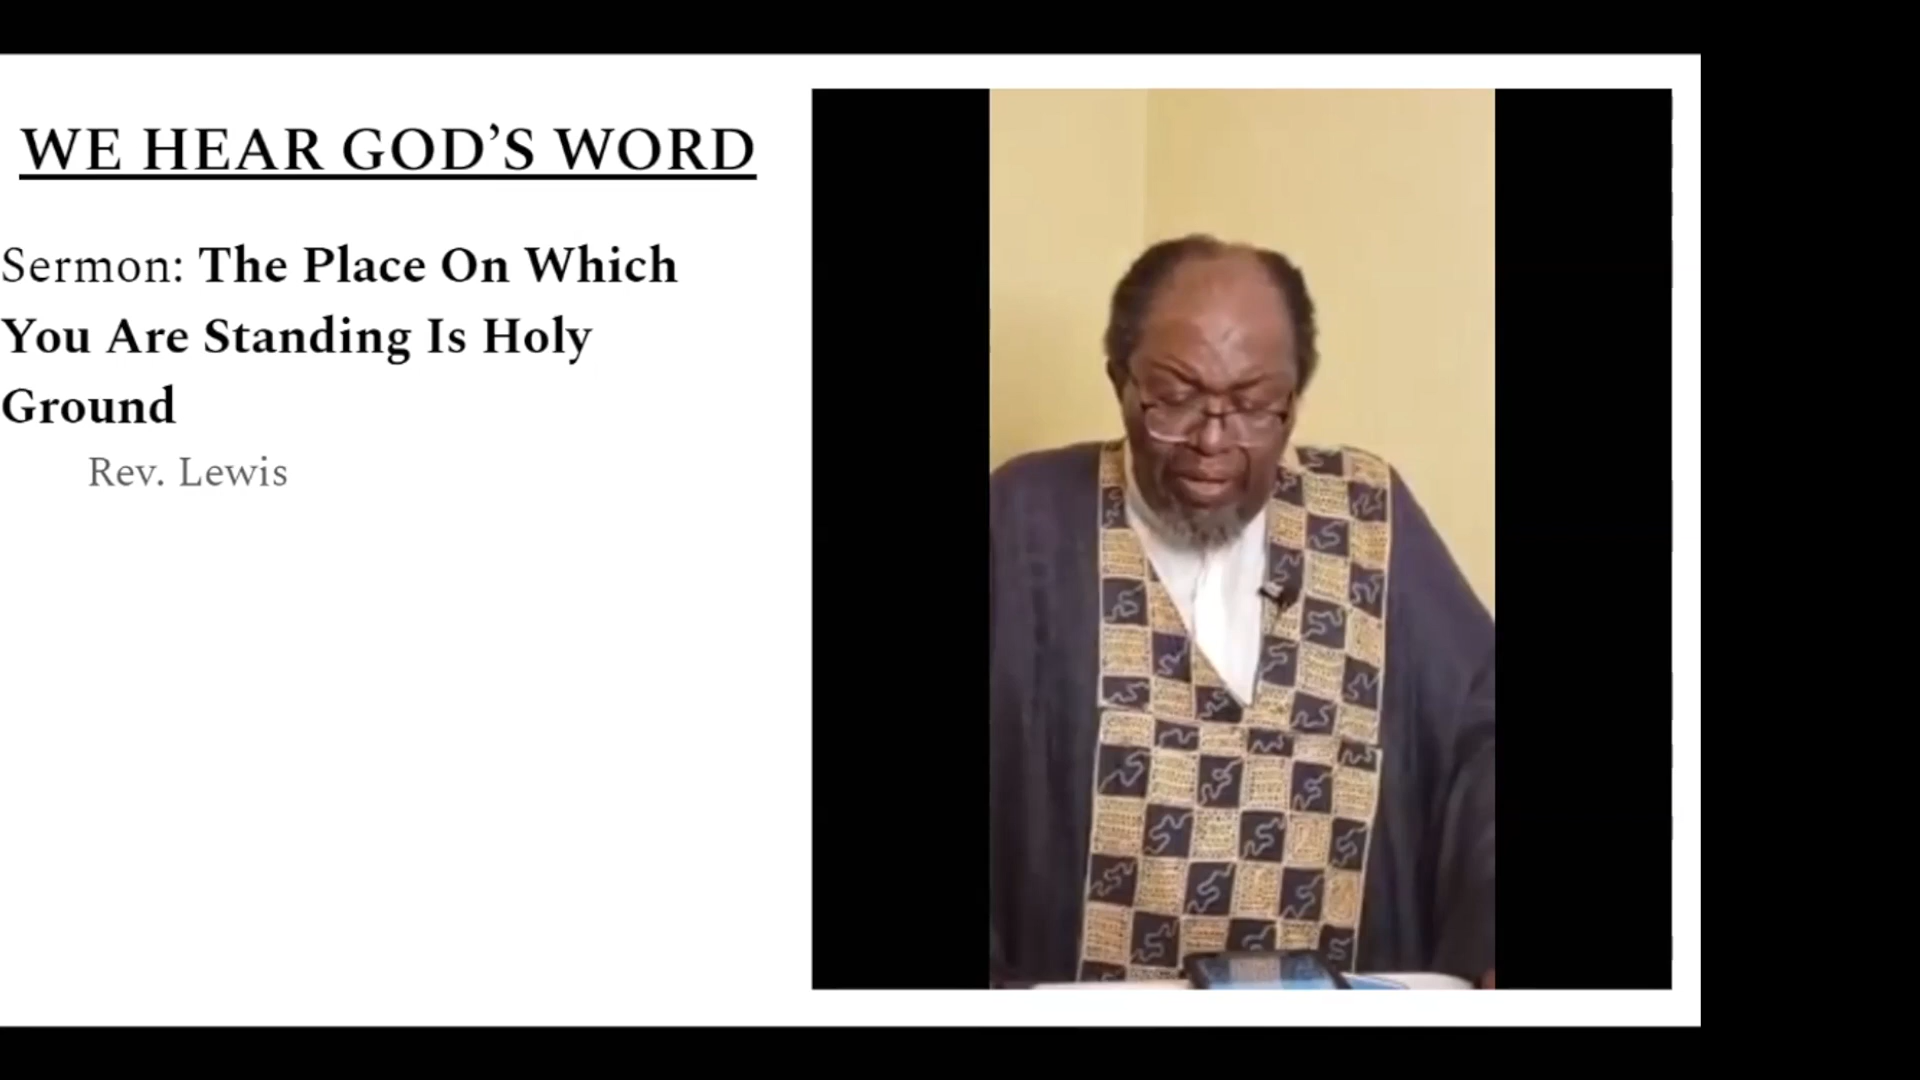 WE HEAR GOD’S WORD
Sermon: The Place On Which
You Are Standing Is Holy
Ground
Rev. Lewis